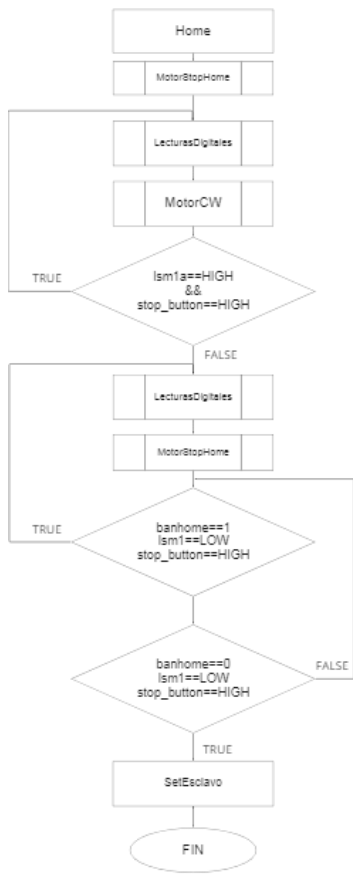 Home
MotorStopHome
LecturasDigitales
MotorCW
TRUE
lsm1a==HIGH
&&
stop_button==HIGH
FALSE
LecturasDigitales
MotorStopHome
TRUE
banhome==1
lsm1==LOW
stop_button==HIGH
banhome==0
lsm1==LOW
stop_button==HIGH
FALSE
TRUE
SetEsclavo
FIN